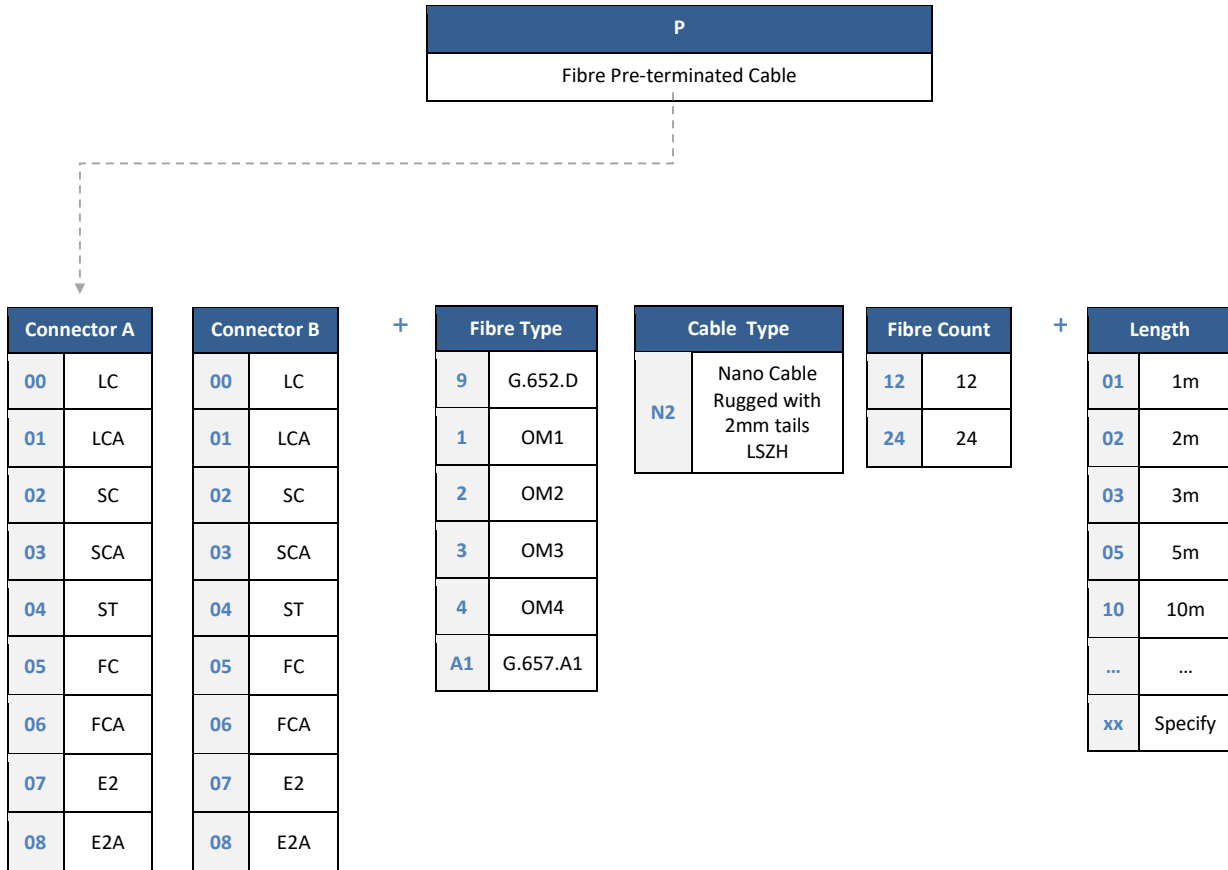 P
Fibre Pre-terminated Cable
Connector A
00 LC
01 LCA
02 SC
03 SCA
04 ST
05 FC
06 FCA
07 E2
08 E2A
Connector B
00 LC
01 LCA
02 SC
03 SCA
04 ST
05 FC
06 FCA
07 E2
08 E2A
+
Fibre Type
9 G.652.D
1 OM1
2 OM2
3 OM3
4 OM4
A1 G.657.A1
Cable Type
N2
Nano Cable
Rugged with
2mm tails
LSZH
Fibre Count
12 12
24 24
+
Length
01 1m
02 2m
03 3m
05 5m
10 10m
... ...
xx Specify